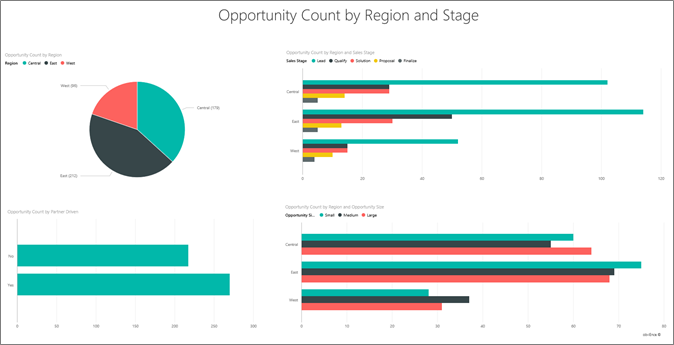 Opportunity Count by Region and Stage
Opportunity Count by Region
Region Central East West
West (96)
Central (179)
East (212)
Opportunity Count by Region and Sales Stage
Sales Stage Lead Qualify Solution Proposal Finalize
Central
East
West
0 20 40 60 80 100 120
Opportunity Count by Partner Driven
0 50 100 150 200 250 300
Opportunity Count by Region and Opportunity Size
Opportunity Si... Small Medium Large
Central
East
West
0 10 20 30 40 50 60 70 80